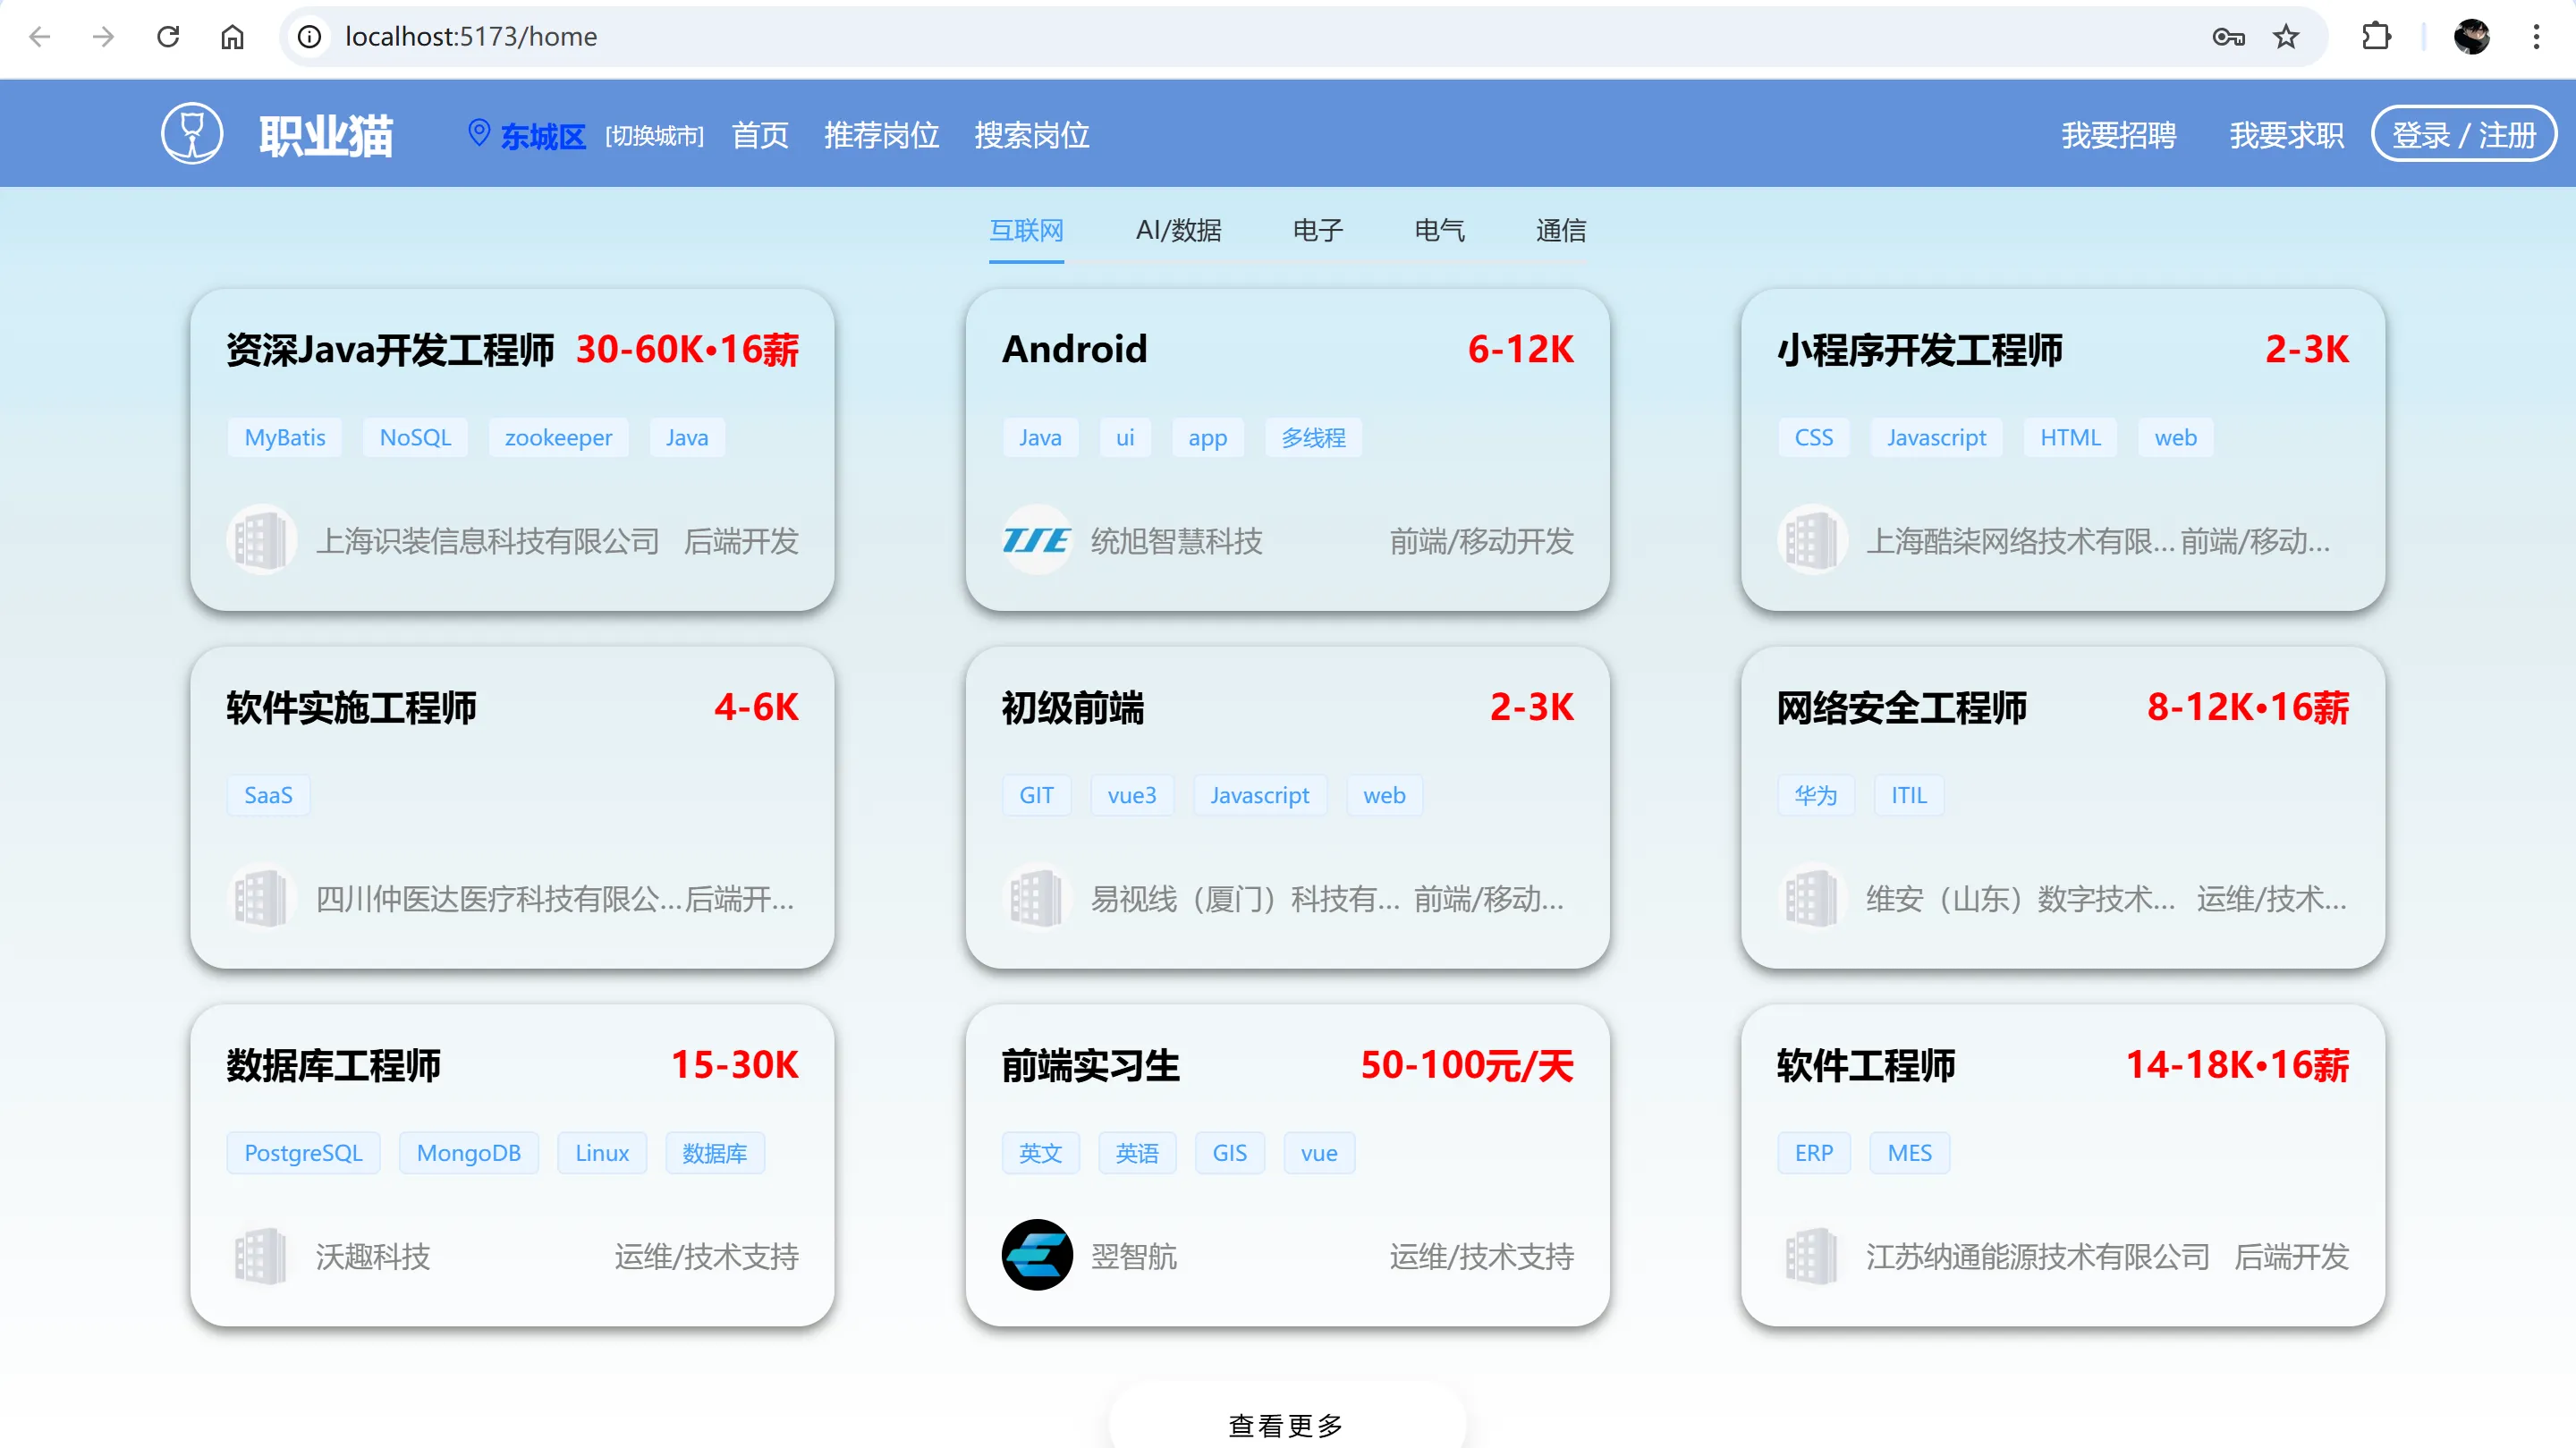 localhost:5173/home
职业猫 东城区 [切换城市] 首页 推荐岗位 搜索岗位 我要招聘 我要求职 登录 / 注册
互联网 AI/数据 电子 电气 通信
资深Java开发工程师 30-60K•16薪
MyBatis NoSQL zookeeper Java
上海识装信息科技有限公司 后端开发
Android 6-12K
Java ui app 多线程
TSE 统旭智慧科技 前端/移动开发
小程序开发工程师 2-3K
CSS Javascript HTML web
上海酷柒网络技术有限... 前端/移动...
软件实施工程师 4-6K
SaaS
四川仲医达医疗科技有限公... 后端开...
初级前端 2-3K
GIT vue3 Javascript web
易视线（厦门）科技有... 前端/移动...
网络安全工程师 8-12K•16薪
华为 ITIL
维安（山东）数字技术... 运维/技术...
数据库工程师 15-30K
PostgreSQL MongoDB Linux 数据库
沃趣科技 运维/技术支持
前端实习生 50-100元/天
英文 英语 GIS vue
翌智航 运维/技术支持
软件工程师 14-18K•16薪
ERP MES
江苏纳通能源技术有限公司 后端开发
查看更多